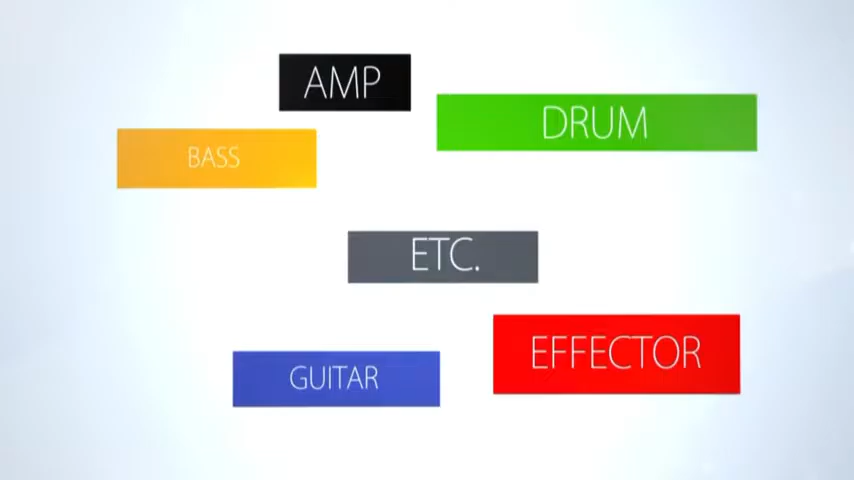 AMP
DRUM
BASS
ETC.
EFFECTOR
GUITAR